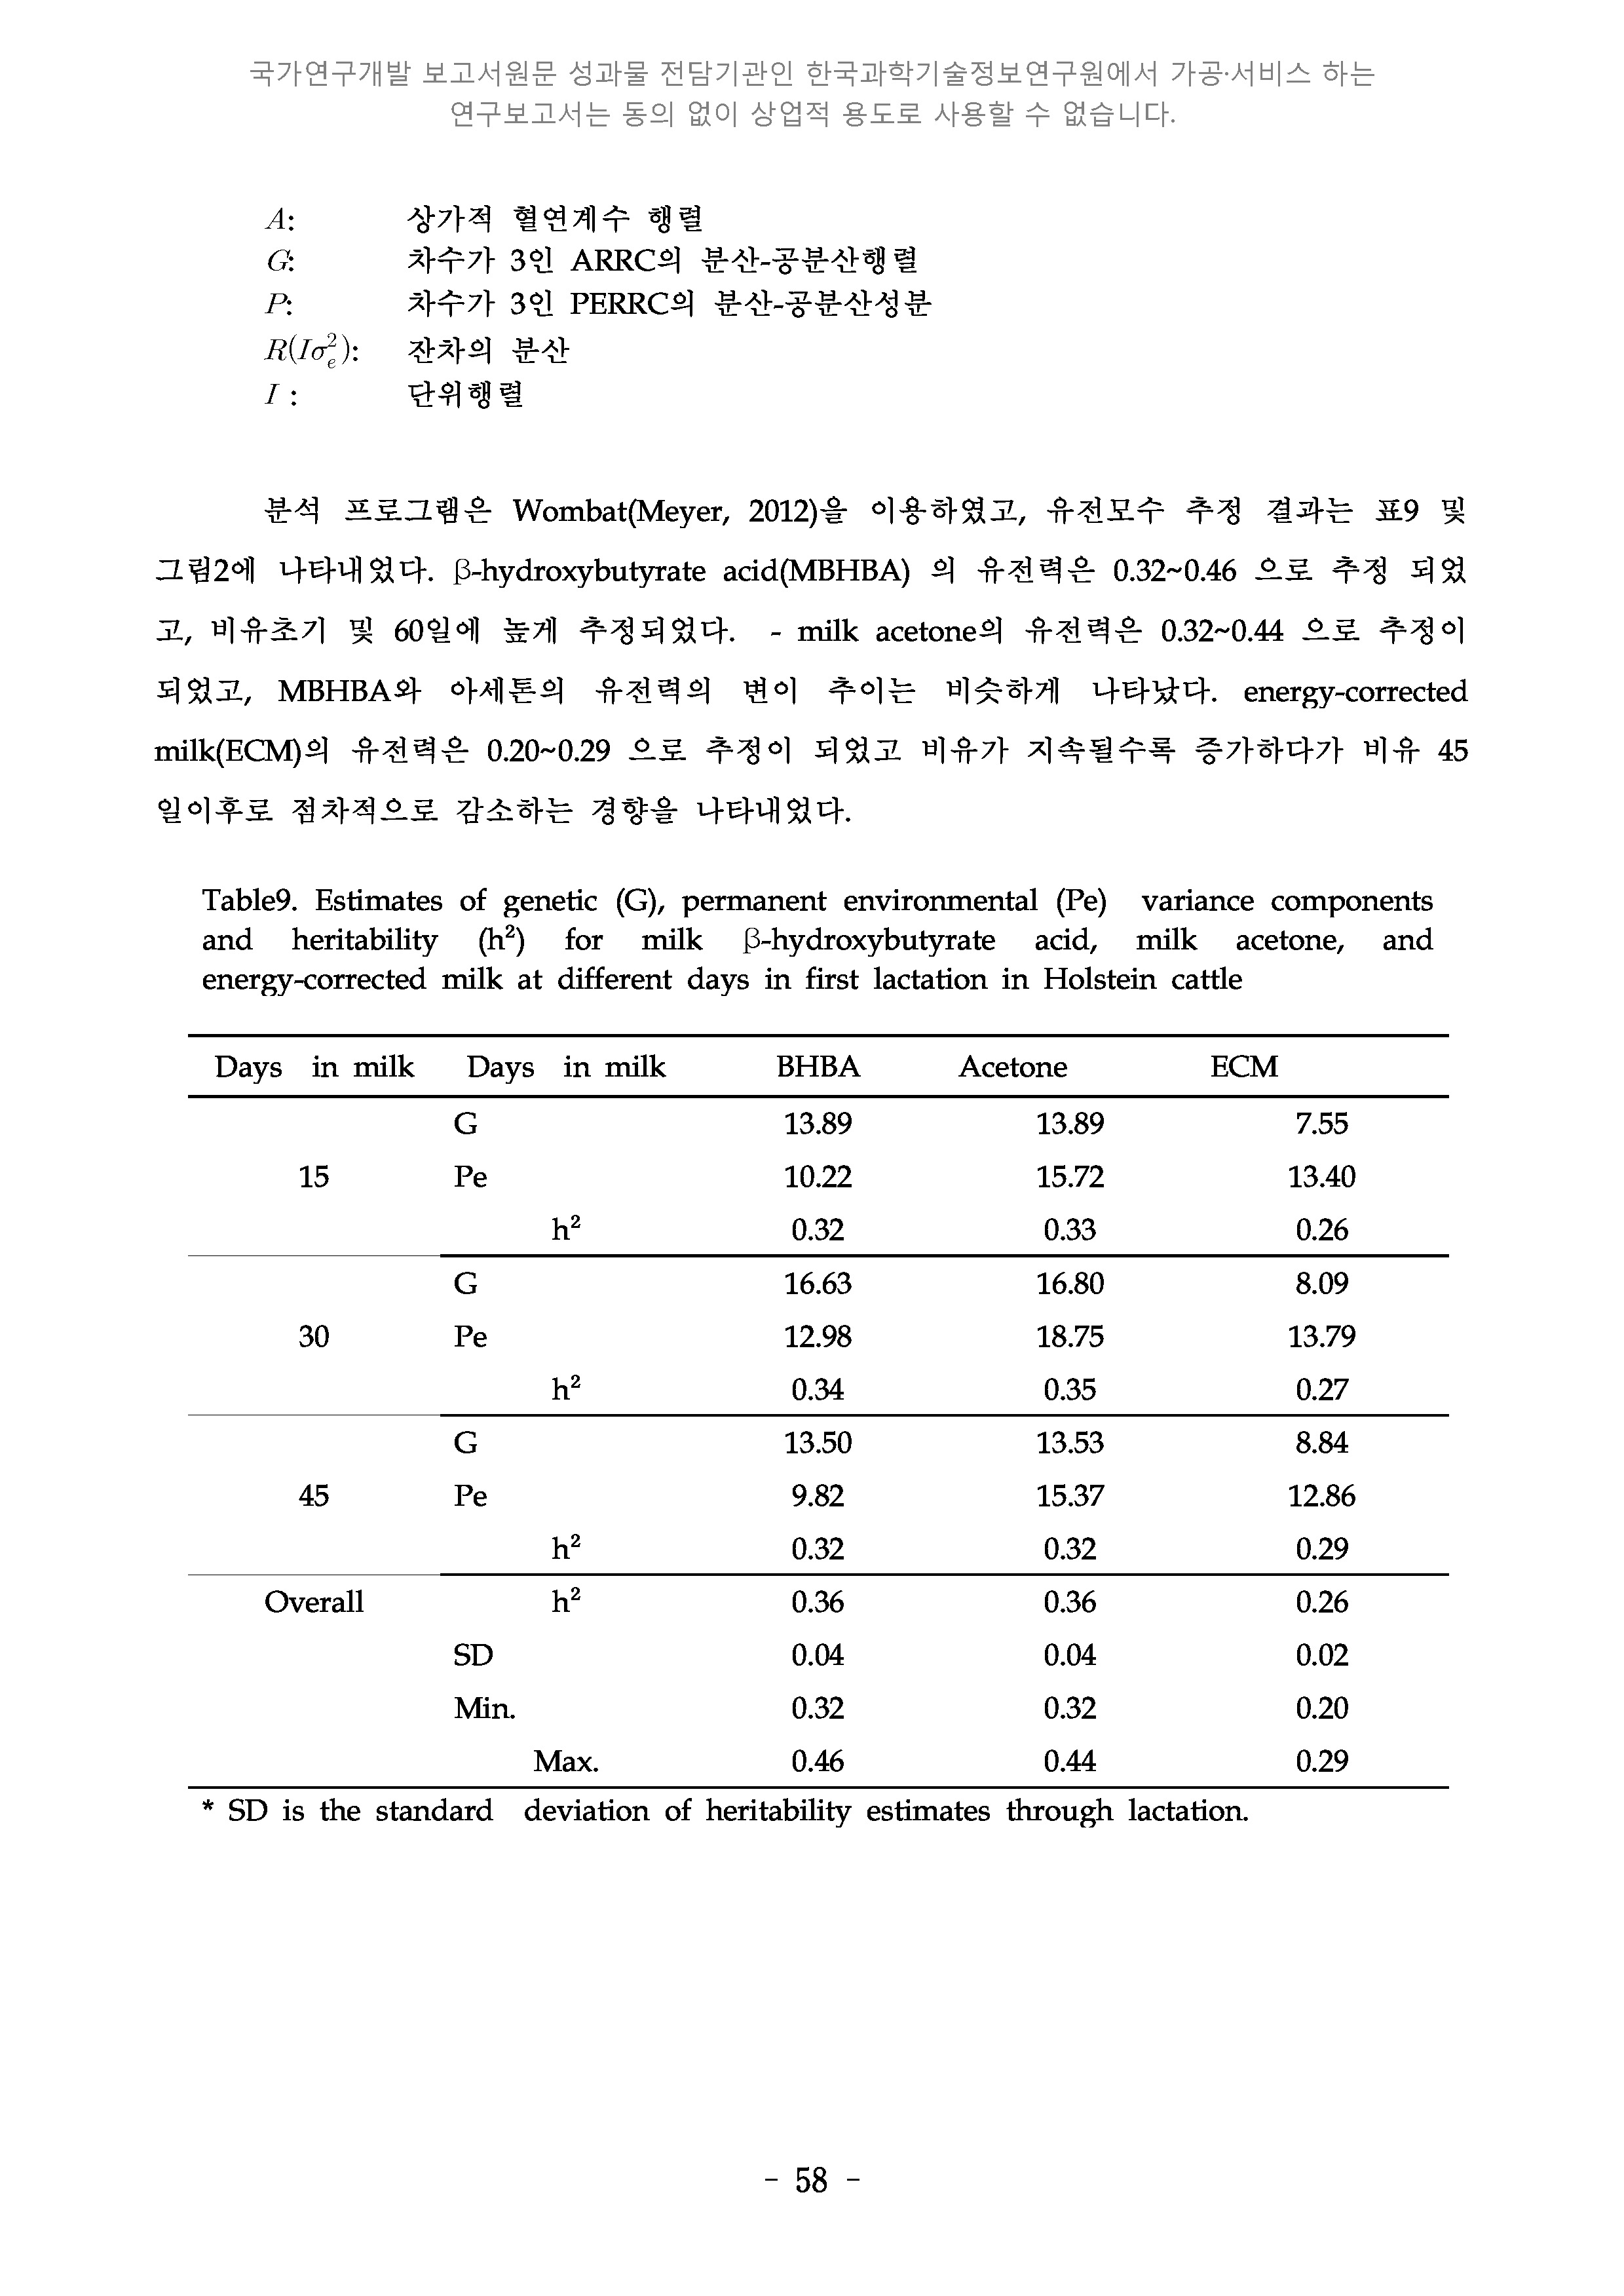 국가연구개발 보고서원문 성과물 전담기관인 한국과학기술정보연구원에서 가공·서비스 하는
연구보고서는 동의 없이 상업적 용도로 사용할 수 없습니다.
A: 상가적 혈연계수 행렬
G: 차수가 3인 ARRC의 분산-공분산행렬
P: 차수가 3인 PERRC의 분산-공분산성분
R(Iσ²ₑ): 잔차의 분산
I : 단위행렬
분석 프로그램은 Wombat(Meyer, 2012)을 이용하였고, 유전모수 추정 결과는 표9 및
그림2에 나타내었다. β-hydroxybutyrate acid(MBHBA) 의 유전력은 0.32~0.46 으로 추정 되었
고, 비유초기 및 60일에 높게 추정되었다. - milk acetone의 유전력은 0.32~0.44 으로 추정이
되었고, MBHBA와 아세톤의 유전력의 변이 추이는 비슷하게 나타났다. energy-corrected
milk(ECM)의 유전력은 0.20~0.29 으로 추정이 되었고 비유가 지속될수록 증가하다가 비유 45
일이후로 점차적으로 감소하는 경향을 나타내었다.
Table9. Estimates of genetic (G), permanent environmental (Pe) variance components
and heritability (h²) for milk β-hydroxybutyrate acid, milk acetone, and
energy-corrected milk at different days in first lactation in Holstein cattle
Days in milk Days in milk BHBA Acetone ECM
G 13.89 13.89 7.55
15 Pe 10.22 15.72 13.40
h² 0.32 0.33 0.26
G 16.63 16.80 8.09
30 Pe 12.98 18.75 13.79
h² 0.34 0.35 0.27
G 13.50 13.53 8.84
45 Pe 9.82 15.37 12.86
h² 0.32 0.32 0.29
Overall h² 0.36 0.36 0.26
SD 0.04 0.04 0.02
Min. 0.32 0.32 0.20
Max. 0.46 0.44 0.29
* SD is the standard deviation of heritability estimates through lactation.
- 58 -